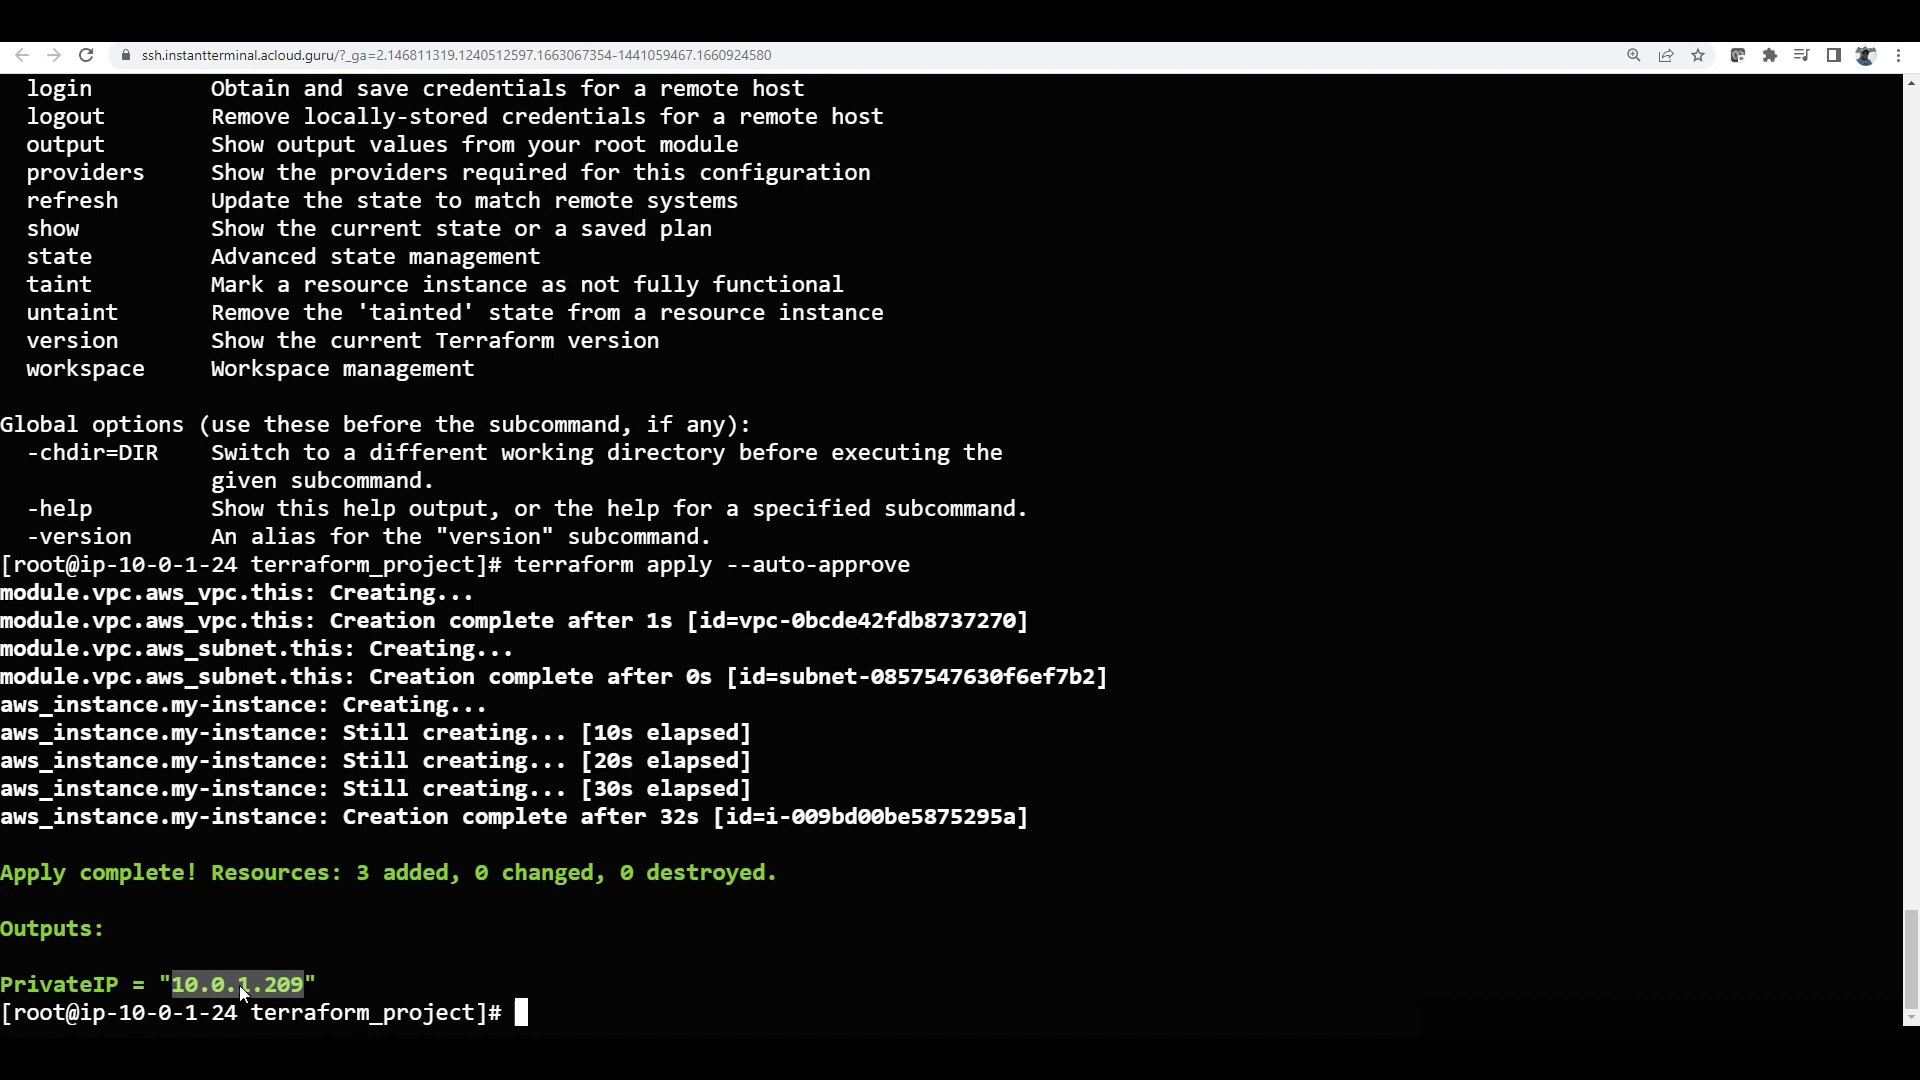 ssh.instantterminal.acloud.guru/?_ga=2.146811319.1240512597.1663067354-1441059467.1660924580
login Obtain and save credentials for a remote host
logout Remove locally-stored credentials for a remote host
output Show output values from your root module
providers Show the providers required for this configuration
refresh Update the state to match remote systems
show Show the current state or a saved plan
state Advanced state management
taint Mark a resource instance as not fully functional
untaint Remove the 'tainted' state from a resource instance
version Show the current Terraform version
workspace Workspace management
Global options (use these before the subcommand, if any):
-chdir=DIR Switch to a different working directory before executing the
given subcommand.
-help Show this help output, or the help for a specified subcommand.
-version An alias for the "version" subcommand.
[root@ip-10-0-1-24 terraform_project]# terraform apply --auto-approve
module.vpc.aws_vpc.this: Creating...
module.vpc.aws_vpc.this: Creation complete after 1s [id=vpc-0bcde42fdb8737270]
module.vpc.aws_subnet.this: Creating...
module.vpc.aws_subnet.this: Creation complete after 0s [id=subnet-0857547630f6ef7b2]
aws_instance.my-instance: Creating...
aws_instance.my-instance: Still creating... [10s elapsed]
aws_instance.my-instance: Still creating... [20s elapsed]
aws_instance.my-instance: Still creating... [30s elapsed]
aws_instance.my-instance: Creation complete after 32s [id=i-009bd00be5875295a]
Apply complete! Resources: 3 added, 0 changed, 0 destroyed.
Outputs:
PrivateIP = "10.0.1.209"
[root@ip-10-0-1-24 terraform_project]#